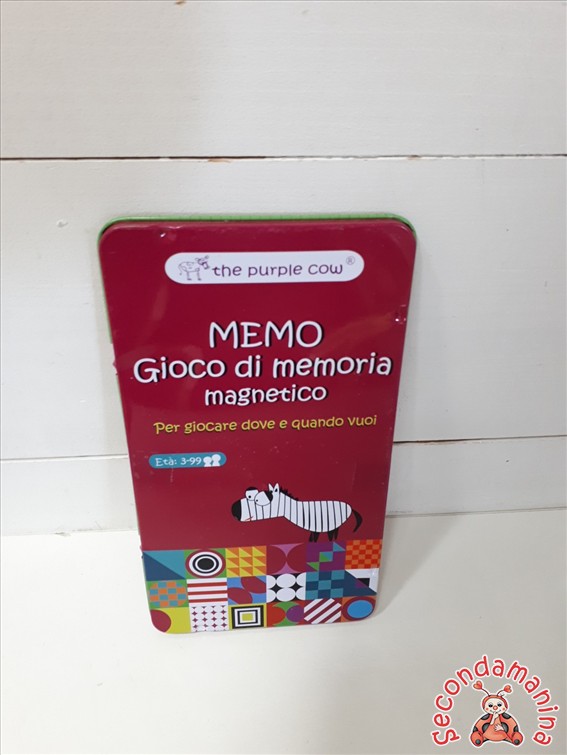 the purple cow®
MEMO
Gioco di memoria
magnetico
Per giocare dove e quando vuoi
Età: 3-99
Secondamanina